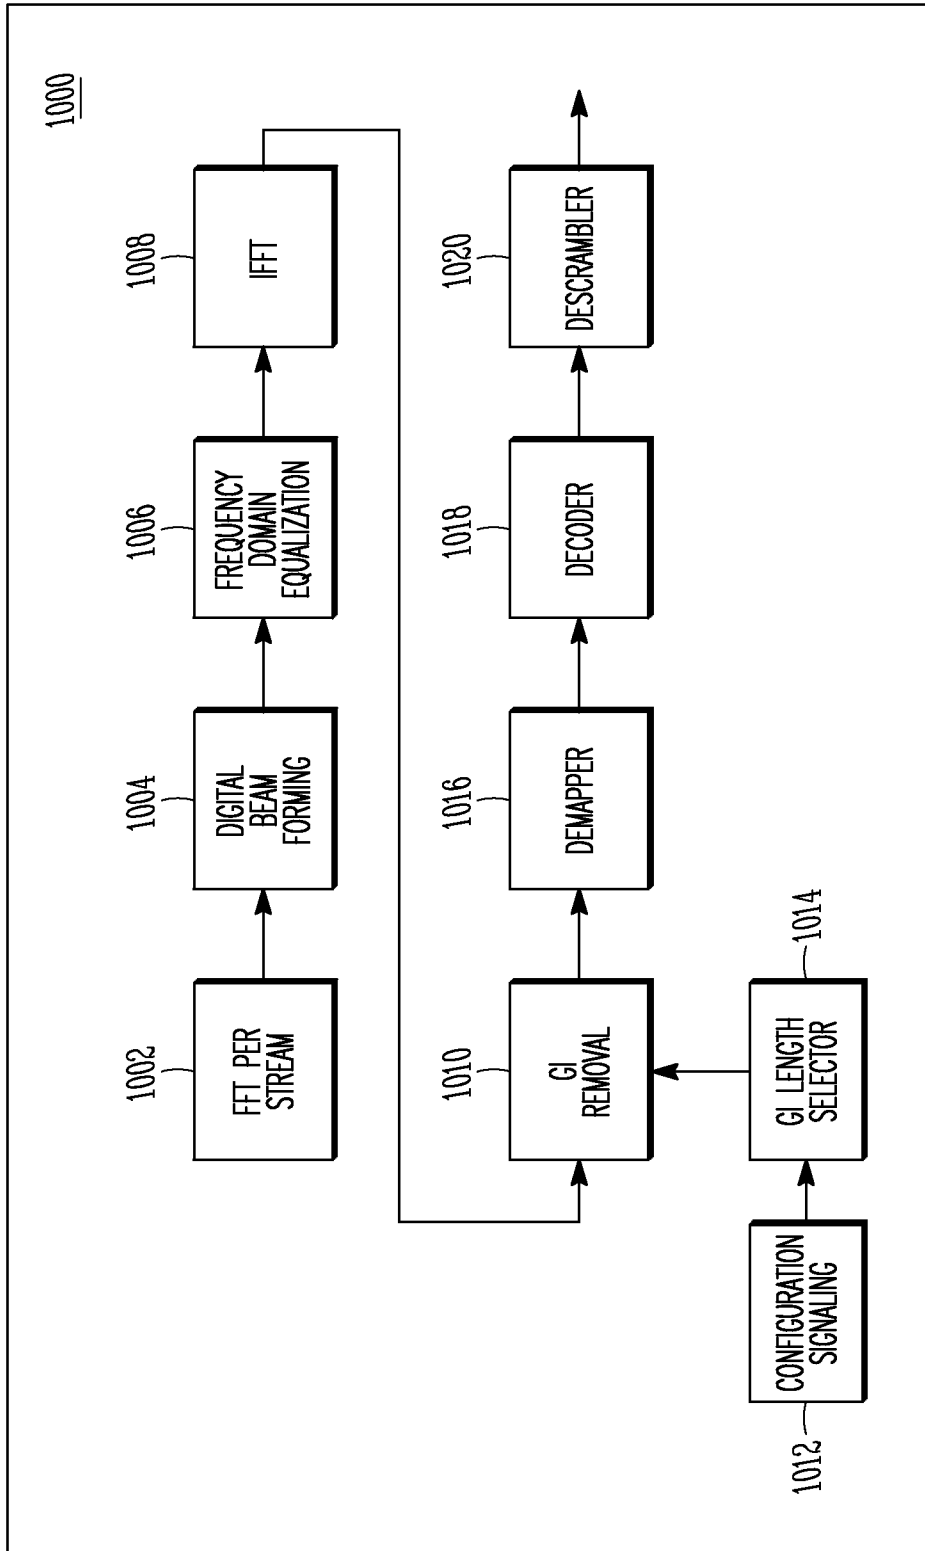 1000
1002
FFT PER
STREAM
1004
DIGITAL
BEAM
FORMING
1006
FREQUENCY
DOMAIN
EQUALIZATION
1008
IFFT
1010
GI
REMOVAL
1016
DEMAPPER
1018
DECODER
1020
DESCRAMBLER
1012
CONFIGURATION
SIGNALING
1014
GI LENGTH
SELECTOR